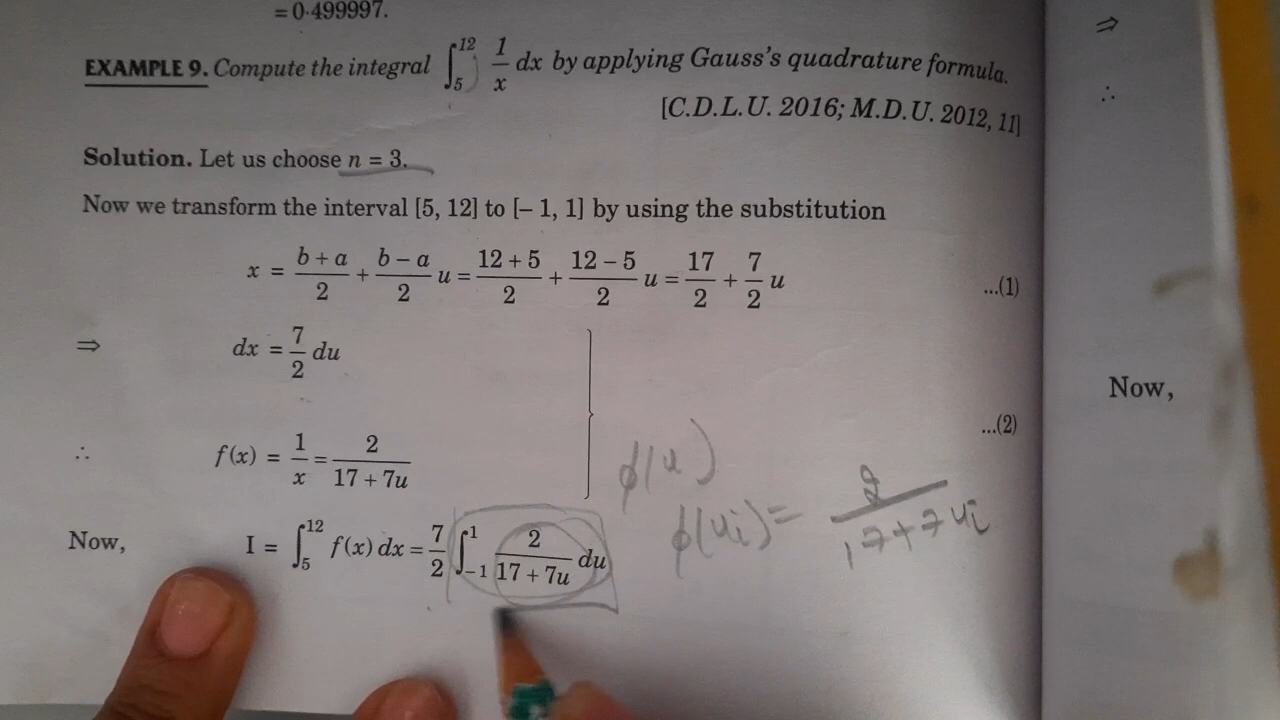 = 0·499997.
EXAMPLE 9. Compute the integral ∫₅¹² 1/x dx by applying Gauss's quadrature formula.
[C.D.L.U. 2016; M.D.U. 2012, 11]
Solution. Let us choose n = 3.
Now we transform the interval [5, 12] to [– 1, 1] by using the substitution
x = (b + a)/2 + (b – a)/2 u = (12 + 5)/2 + (12 – 5)/2 u = 17/2 + 7/2 u ...(1)
⇒ dx = 7/2 du
...(2)
∴ f(x) = 1/x = 2/(17 + 7u)
ϕ(u)
ϕ(ui) = 2/(17+7ui)
Now, I = ∫₅¹² f(x) dx = 7/2 ∫₋₁¹ 2/(17 + 7u) du
⇒
∴
Now,